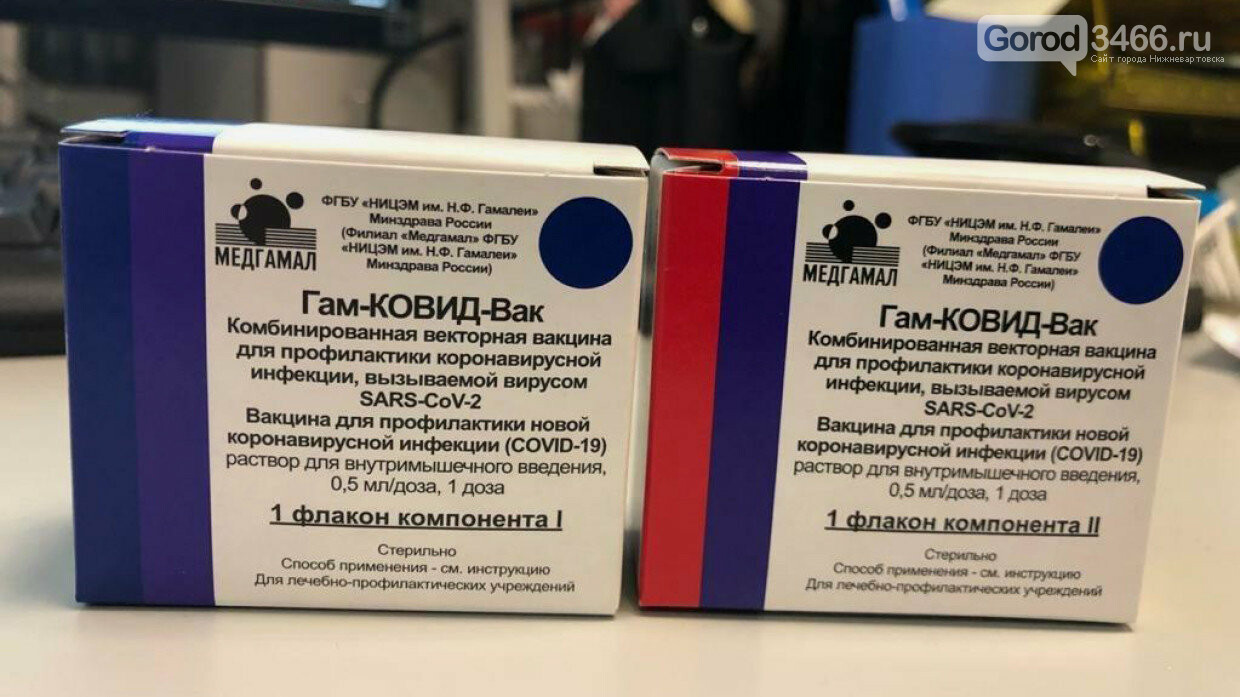 Gorod3466.ru
Сайт города Нижневартовска
МЕДГАМАЛ
ФГБУ «НИЦЭМ им. Н.Ф. Гамалеи»
Минздрава России
(Филиал «Медгамал» ФГБУ
«НИЦЭМ им. Н.Ф. Гамалеи»
Минздрава России)
Гам-КОВИД-Вак
Комбинированная векторная вакцина
для профилактики коронавирусной
инфекции, вызываемой вирусом
SARS-CoV-2
Вакцина для профилактики новой
коронавирусной инфекции (COVID-19)
раствор для внутримышечного введения,
0,5 мл/доза, 1 доза
1 флакон компонента I
Стерильно
Способ применения - см. инструкцию
Для лечебно-профилактических учреждений
МЕДГАМАЛ
ФГБУ «НИЦЭМ им. Н.Ф. Гамалеи»
Минздрава России
(Филиал «Медгамал» ФГБУ
«НИЦЭМ им. Н.Ф. Гамалеи»
Минздрава России)
Гам-КОВИД-Вак
Комбинированная векторная вакцина
для профилактики коронавирусной
инфекции, вызываемой вирусом
SARS-CoV-2
Вакцина для профилактики новой
коронавирусной инфекции (COVID-19)
раствор для внутримышечного введения,
0,5 мл/доза, 1 доза
1 флакон компонента II
Стерильно
Способ применения - см. инструкцию
Для лечебно-профилактических учреждений